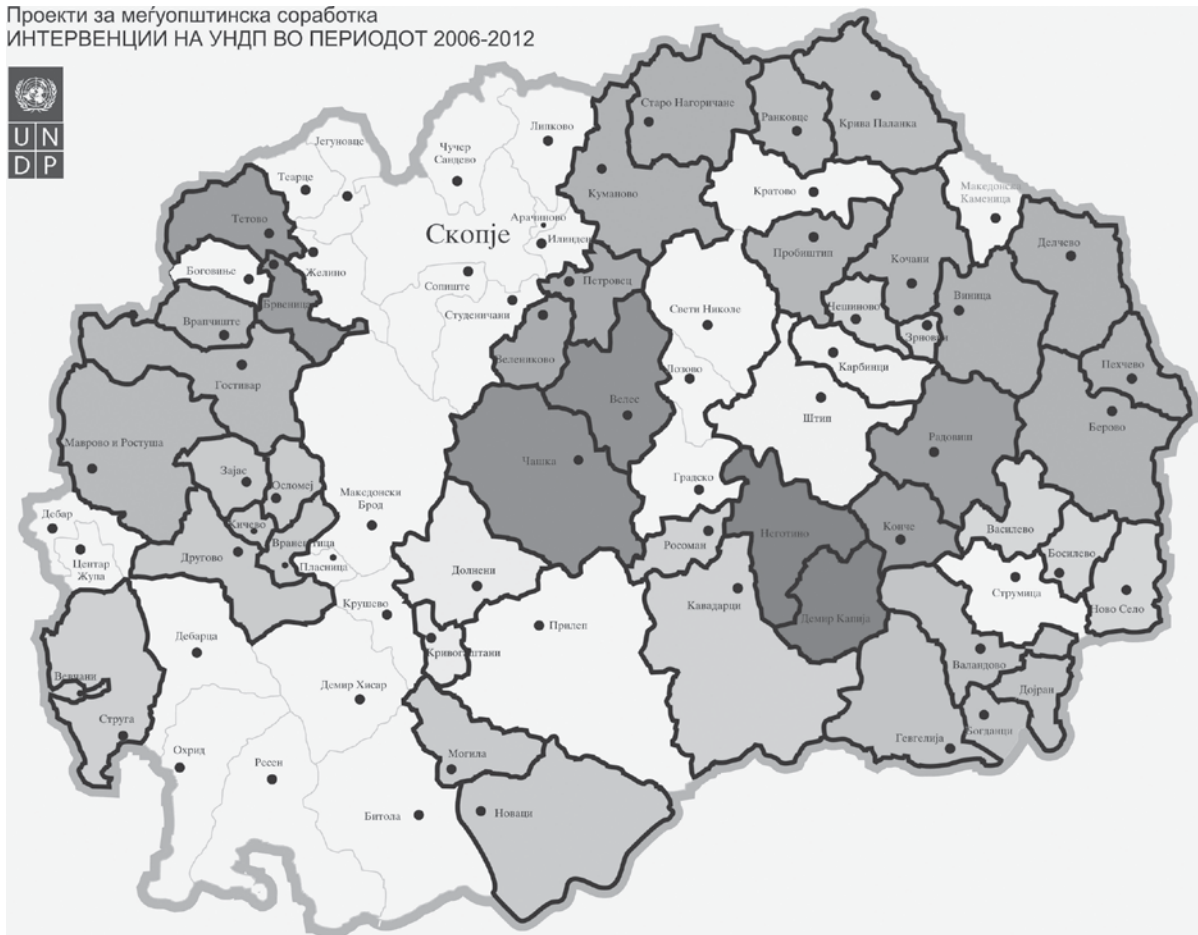 Проекти за меѓуопштинска соработка
ИНТЕРВЕНЦИИ НА УНДП ВО ПЕРИОДОТ 2006-2012
U N
D P
Старо Нагоричане
Ранковце
Крива Паланка
Липково
Јегуновце
Чучер
Сандево
Теарце
Куманово
Кратово
Македонска
Каменица
Тетово
Арачиново
Скопје
Илинден
Делчево
Пробиштип
Кочани
Боговиње
Желино
Сопиште
Петровец
Брвеница
Виница
Чешиново
Врапчиште
Студеничани
Свети Николе
Зрновци
Зелениково
Карбинци
Пехчево
Гостивар
Лозово
Велес
Штип
Берово
Радовиш
Маврово и Ростуша
Чашка
Зајас
Осломеј
Градско
Македонски
Брод
Дебар
Кичево
Неготино
Конче
Василево
Вранештица
Росоман
Другово
Центар
Жупа
Пласница
Долнени
Босилево
Струмица
Кавадарци
Крушево
Ново Село
Демир Капија
Прилеп
Дебарца
Кривогаштани
Валандово
Вевчани
Демир Хисар
Дојран
Струга
Богданци
Гевгелија
Охрид
Могила
Ресен
Битола
Новаци